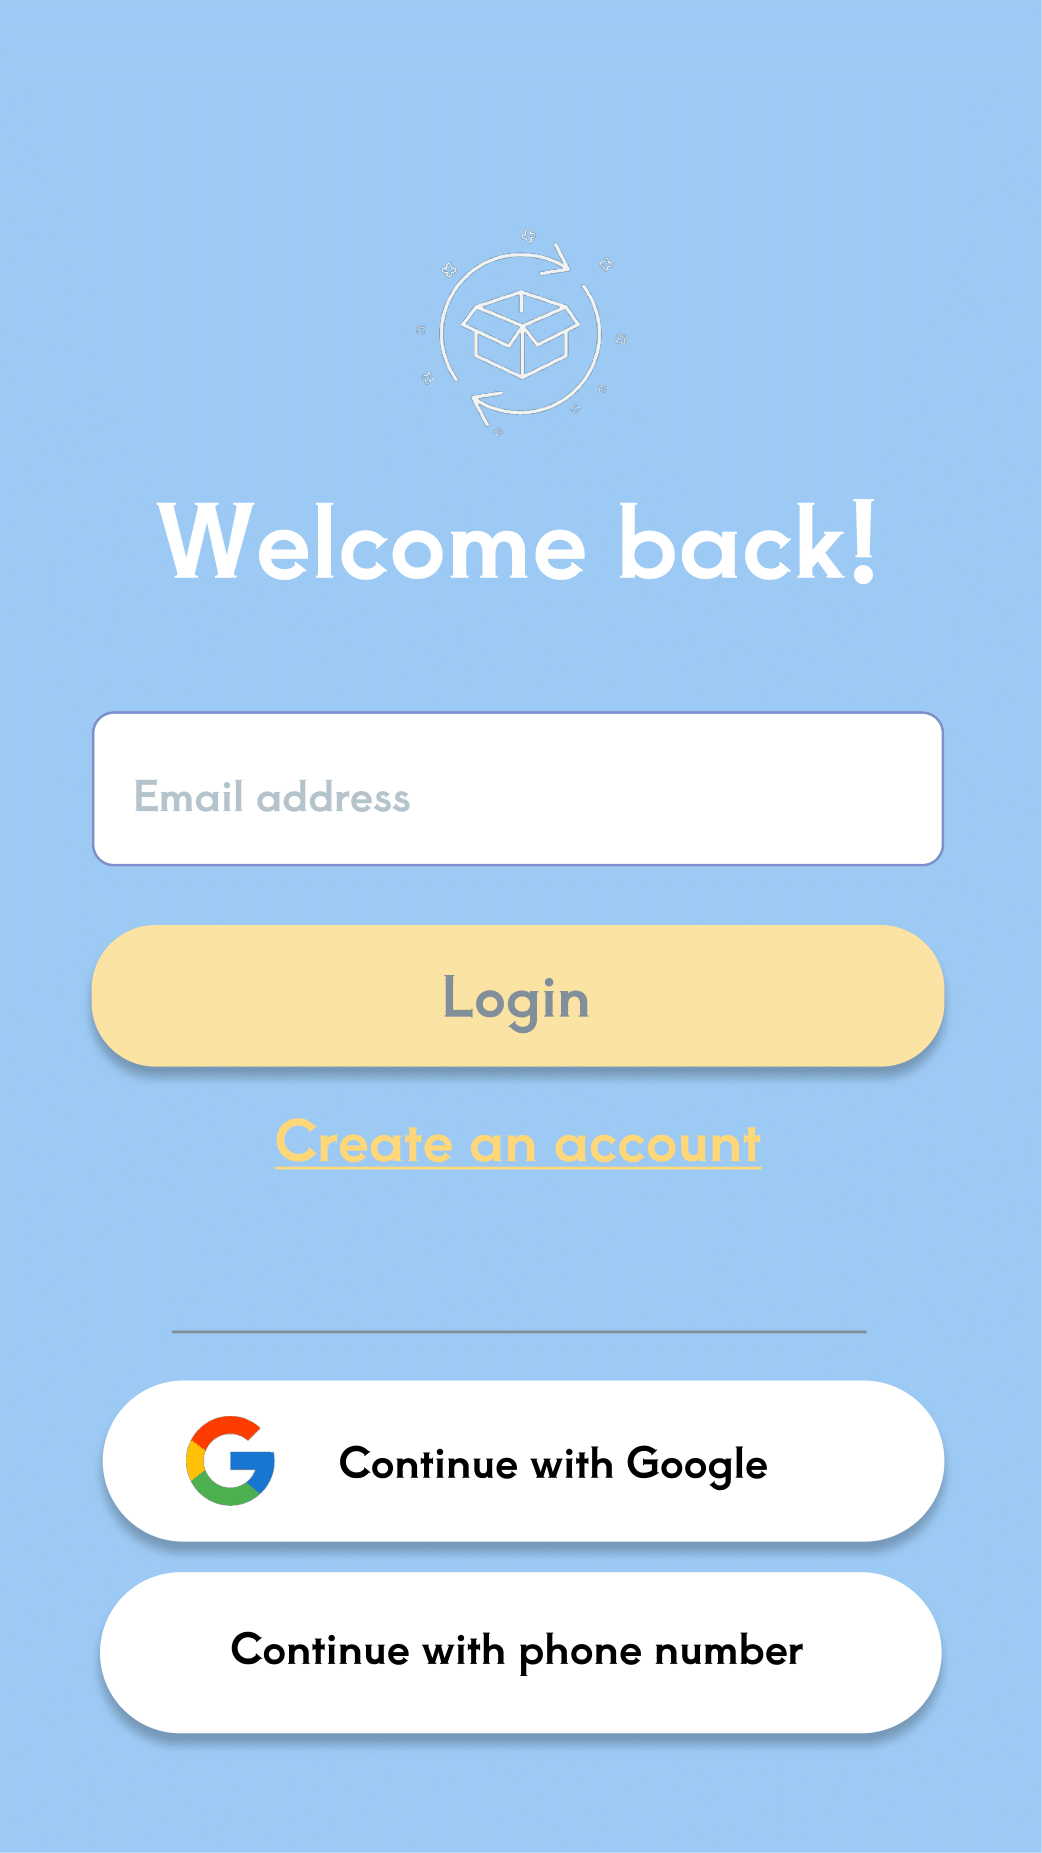 Welcome back!
Email address
Login
Create an account
Continue with Google
Continue with phone number